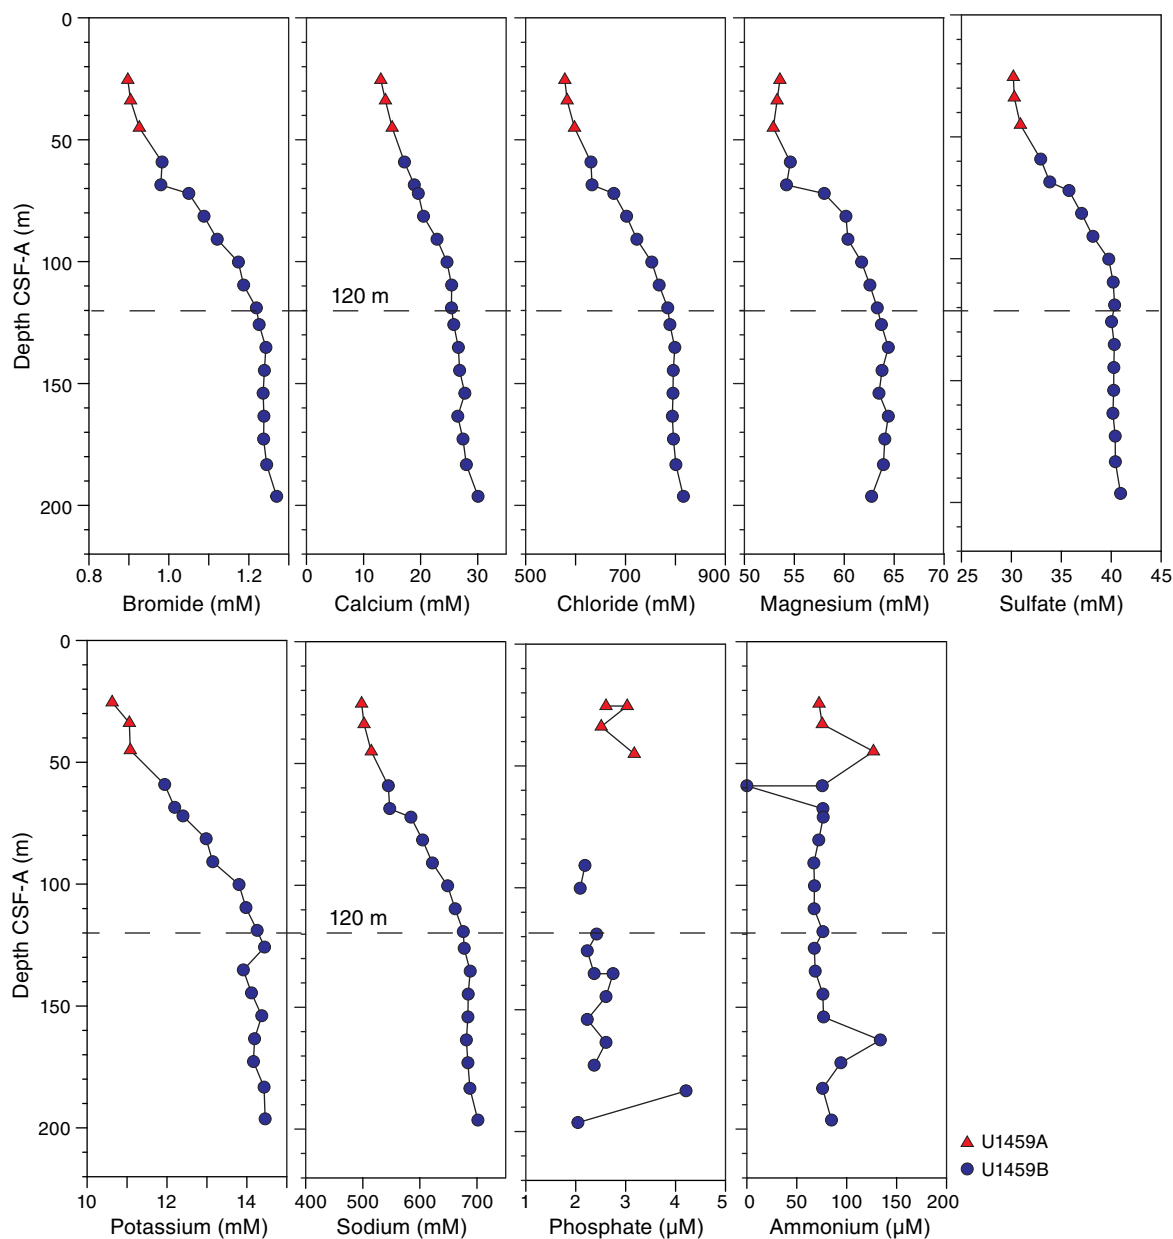 0
50
100
150
200
Depth CSF-A (m)
120 m
0.8 1.0 1.2
Bromide (mM)
0 10 20 30
Calcium (mM)
500 700 900
Chloride (mM)
50 55 60 65 70
Magnesium (mM)
25 30 35 40 45
Sulfate (mM)
0
50
100
150
200
Depth CSF-A (m)
120 m
10 12 14
Potassium (mM)
400 500 600 700
Sodium (mM)
1 2 3 4 5
Phosphate (µM)
0 50 100 150 200
Ammonium (µM)
U1459A
U1459B